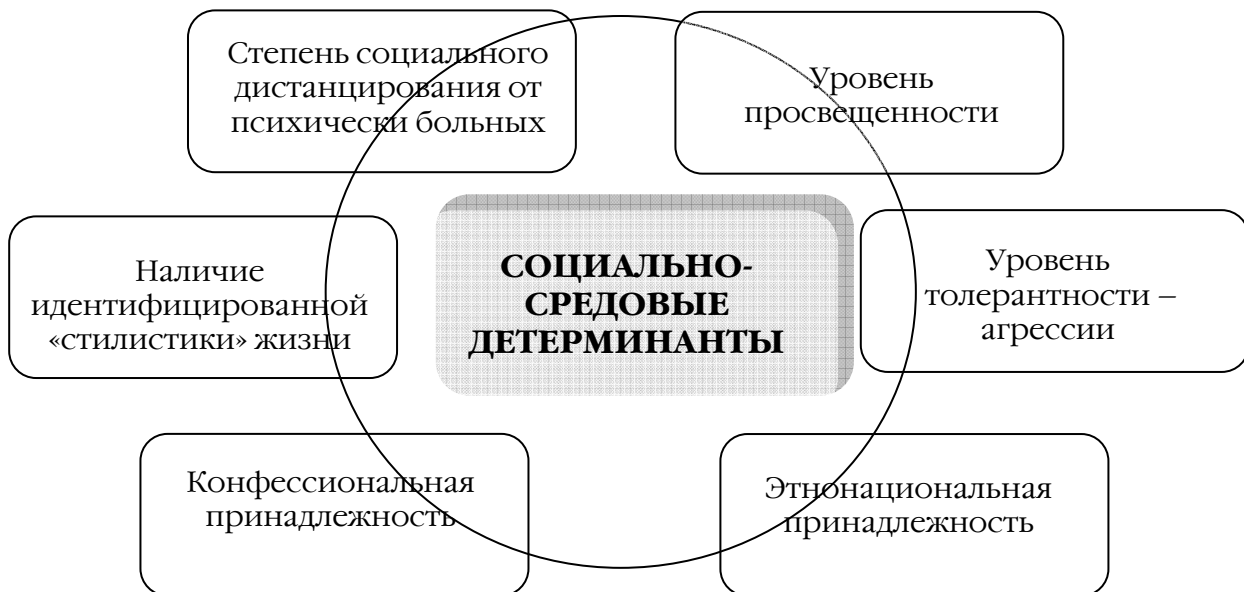 Степень социального
дистанцирования от
психически больных
Уровень
просвещенности
Наличие
идентифицированной
«стилистики» жизни
СОЦИАЛЬНО-
СРЕДОВЫЕ
ДЕТЕРМИНАНТЫ
Уровень
толерантности –
агрессии
Конфессиональная
принадлежность
Этнонациональная
принадлежность